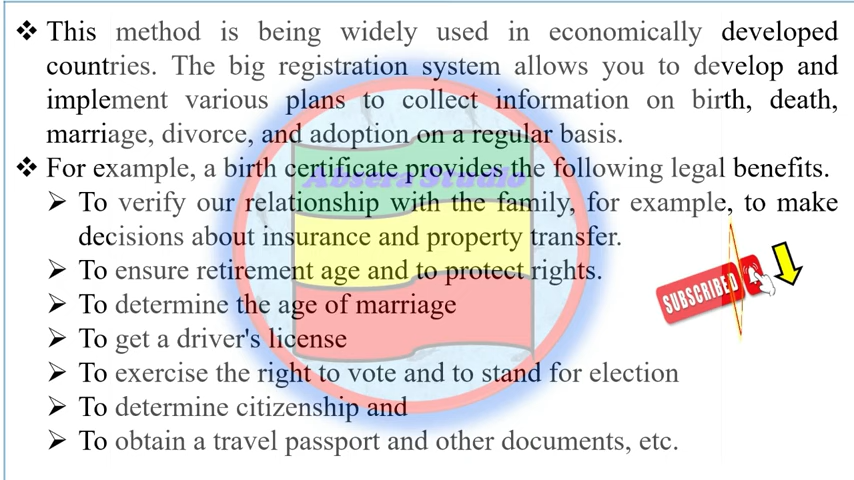 ❖ This method is being widely used in economically developed
countries. The big registration system allows you to develop and
implement various plans to collect information on birth, death,
marriage, divorce, and adoption on a regular basis.
❖ For example, a birth certificate provides the following legal benefits.
Absera Studio
➢ To verify our relationship with the family, for example, to make
decisions about insurance and property transfer.
➢ To ensure retirement age and to protect rights.
SUBSCRIBED
➢ To determine the age of marriage
➢ To get a driver's license
➢ To exercise the right to vote and to stand for election
➢ To determine citizenship and
➢ To obtain a travel passport and other documents, etc.